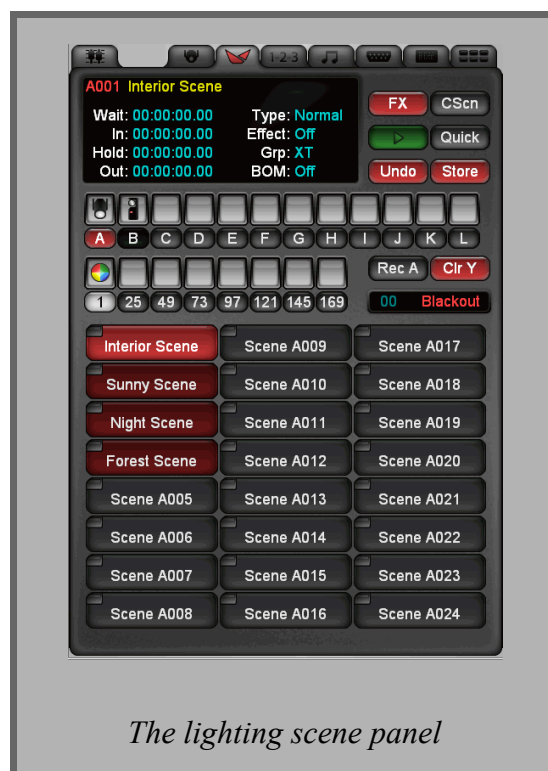 1-2-3
A001 Interior Scene
Wait: 00:00:00.00 Type: Normal
In: 00:00:00.00 Effect: Off
Hold: 00:00:00.00 Grp: XT
Out: 00:00:00.00 BOM: Off
FX CScn
Quick
Undo Store
A B C D E F G H I J K L
Rec A Clr Y
1 25 49 73 97 121 145 169
00 Blackout
Interior Scene Scene A009 Scene A017
Sunny Scene Scene A010 Scene A018
Night Scene Scene A011 Scene A019
Forest Scene Scene A012 Scene A020
Scene A005 Scene A013 Scene A021
Scene A006 Scene A014 Scene A022
Scene A007 Scene A015 Scene A023
Scene A008 Scene A016 Scene A024
The lighting scene panel